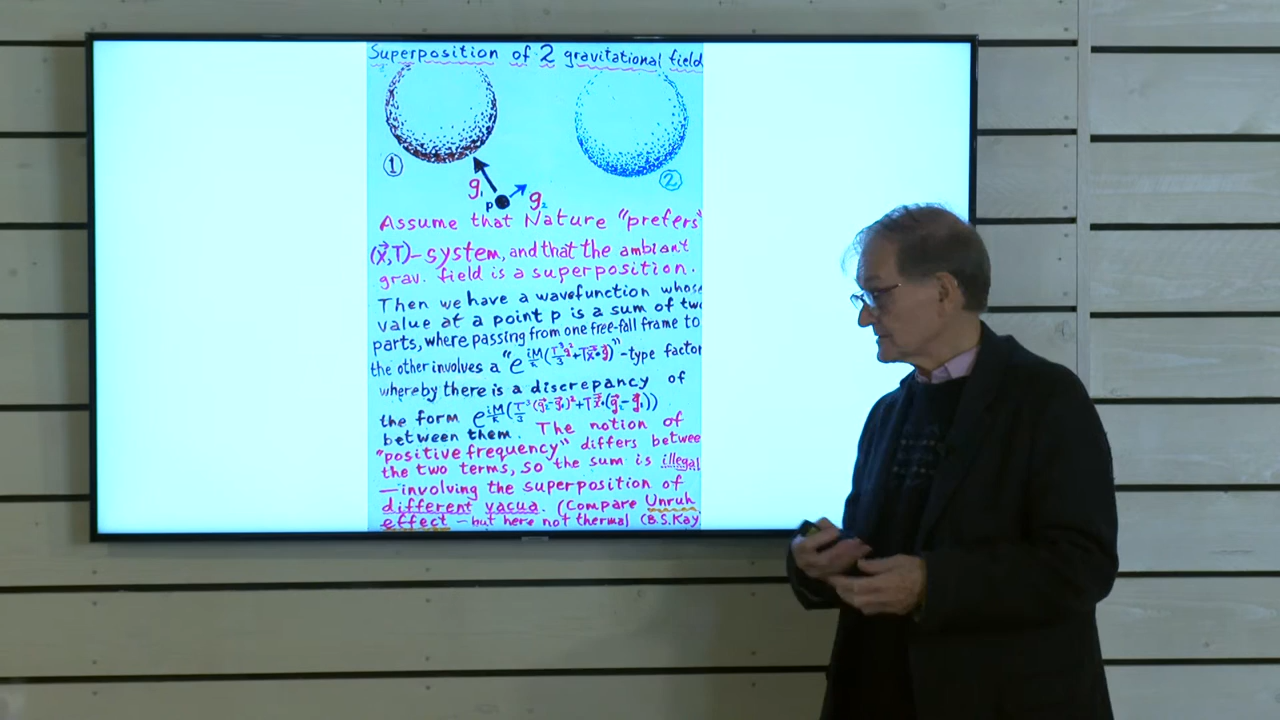 Superposition of 2 gravitational field
① ②
g₁ p g₂
Assume that Nature "prefers"
(x⃗,T)-system, and that the ambient
grav. field is a superposition.
Then we have a wavefunction whose
value at a point p is a sum of two
parts, where passing from one free-fall frame to
the other involves a "e^{iM/ħ(T³/3 g⃗²+Tx⃗•g⃗)}"-type factor
whereby there is a discrepancy of
the form e^{iM/ħ(T³/3(g⃗₂-g⃗₁)²+Tx⃗•(g⃗₂-g⃗₁))}
between them. The notion of
"positive frequency" differs betwee
the two terms, so the sum is illegal
—involving the superposition of
different vacua. (Compare Unruh
effect —but here not thermal (B.S.Kay